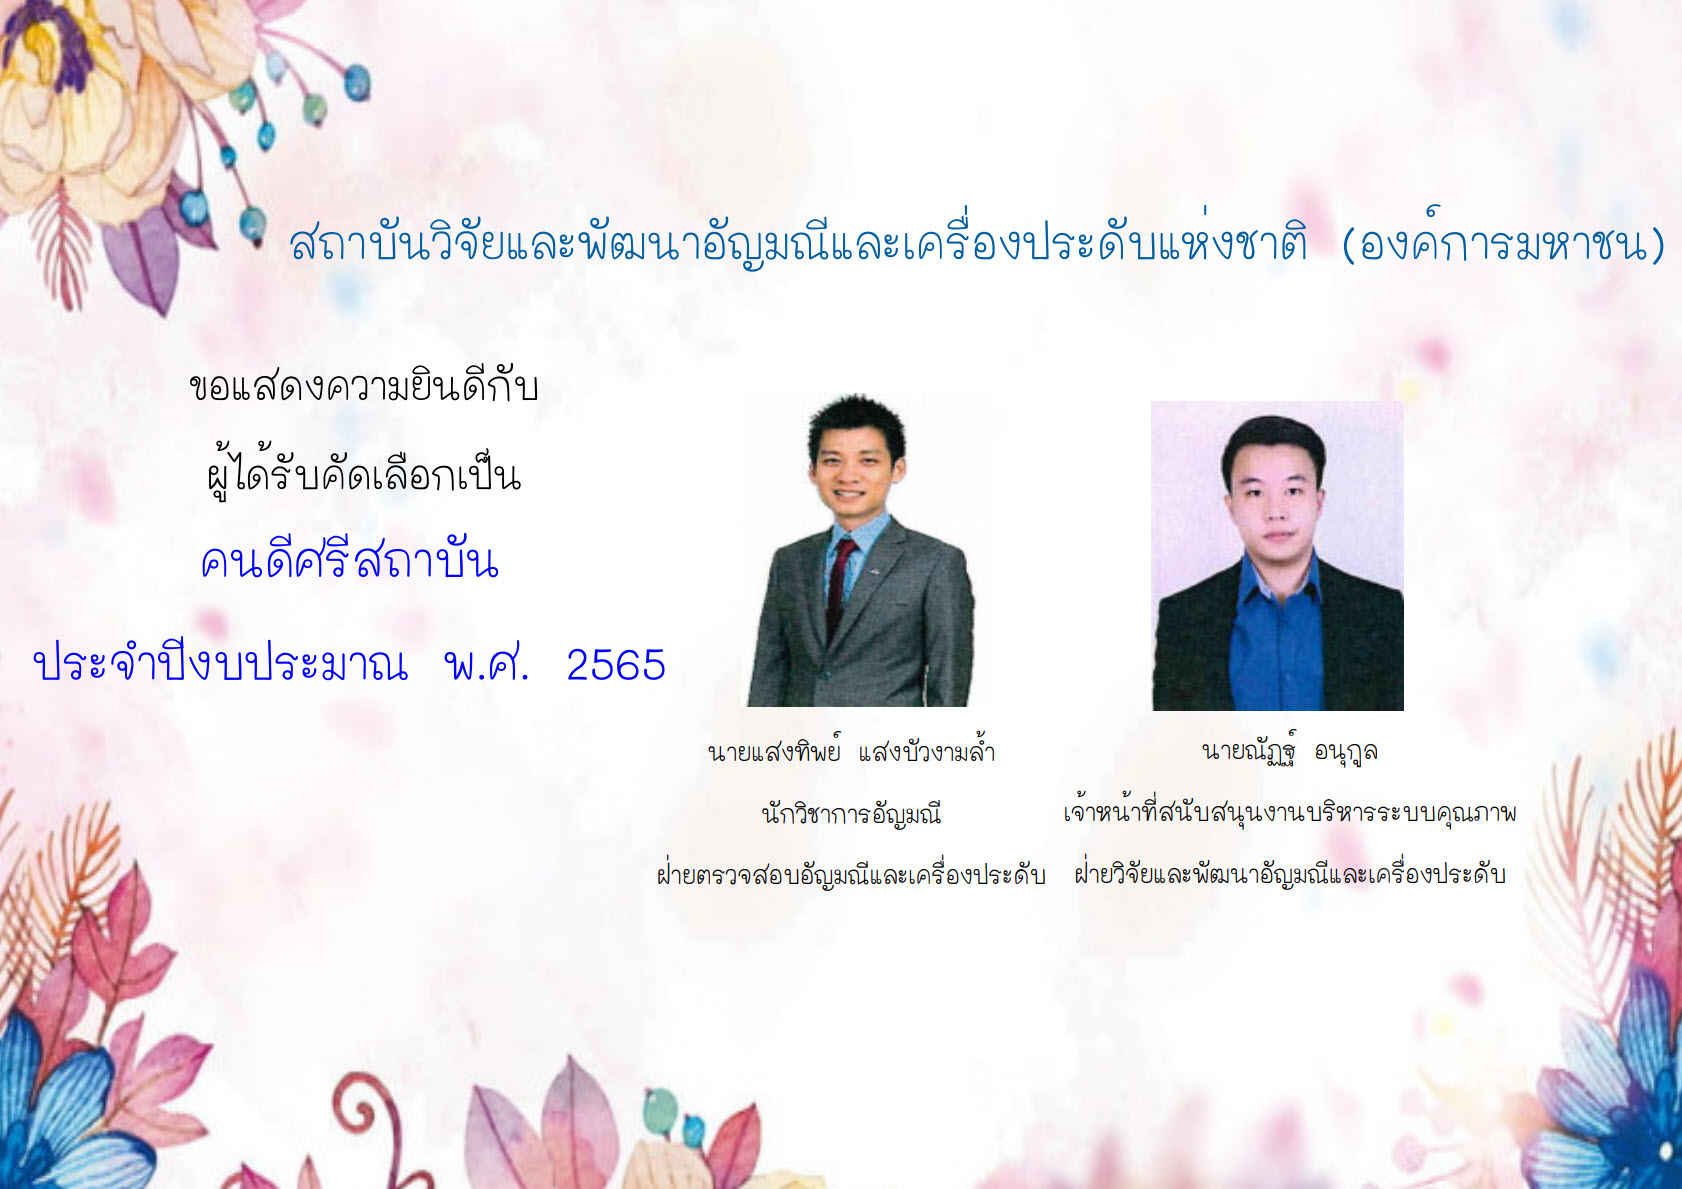 สถาบันวิจัยและพัฒนาอัญมณีและเครื่องประดับแห่งชาติ (องค์การมหาชน)
ขอแสดงความยินดีกับ
ผู้ได้รับคัดเลือกเป็น
คนดีศรีสถาบัน
ประจำปีงบประมาณ พ.ศ. 2565
นายแสงทิพย์ แสงบัวงามล้ำ
นักวิชาการอัญมณี
ฝ่ายตรวจสอบอัญมณีและเครื่องประดับ
นายณัฏฐ์ อนุกูล
เจ้าหน้าที่สนับสนุนงานบริหารระบบคุณภาพ
ฝ่ายวิจัยและพัฒนาอัญมณีและเครื่องประดับ